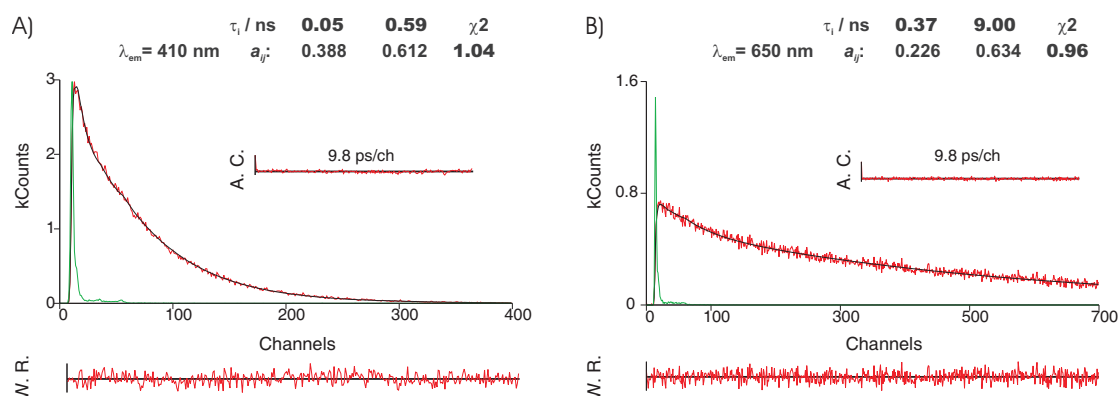 A)
τi / ns 0.05 0.59 χ2
λem= 410 nm aij: 0.388 0.612 1.04
kCounts
3
2
1
0
A. C.
9.8 ps/ch
0 100 200 300 400
Channels
W. R.
B)
τi / ns 0.37 9.00 χ2
λem= 650 nm aij: 0.226 0.634 0.96
kCounts
1.6
0.8
0
A. C.
9.8 ps/ch
0 100 300 500 700
Channels
W. R.